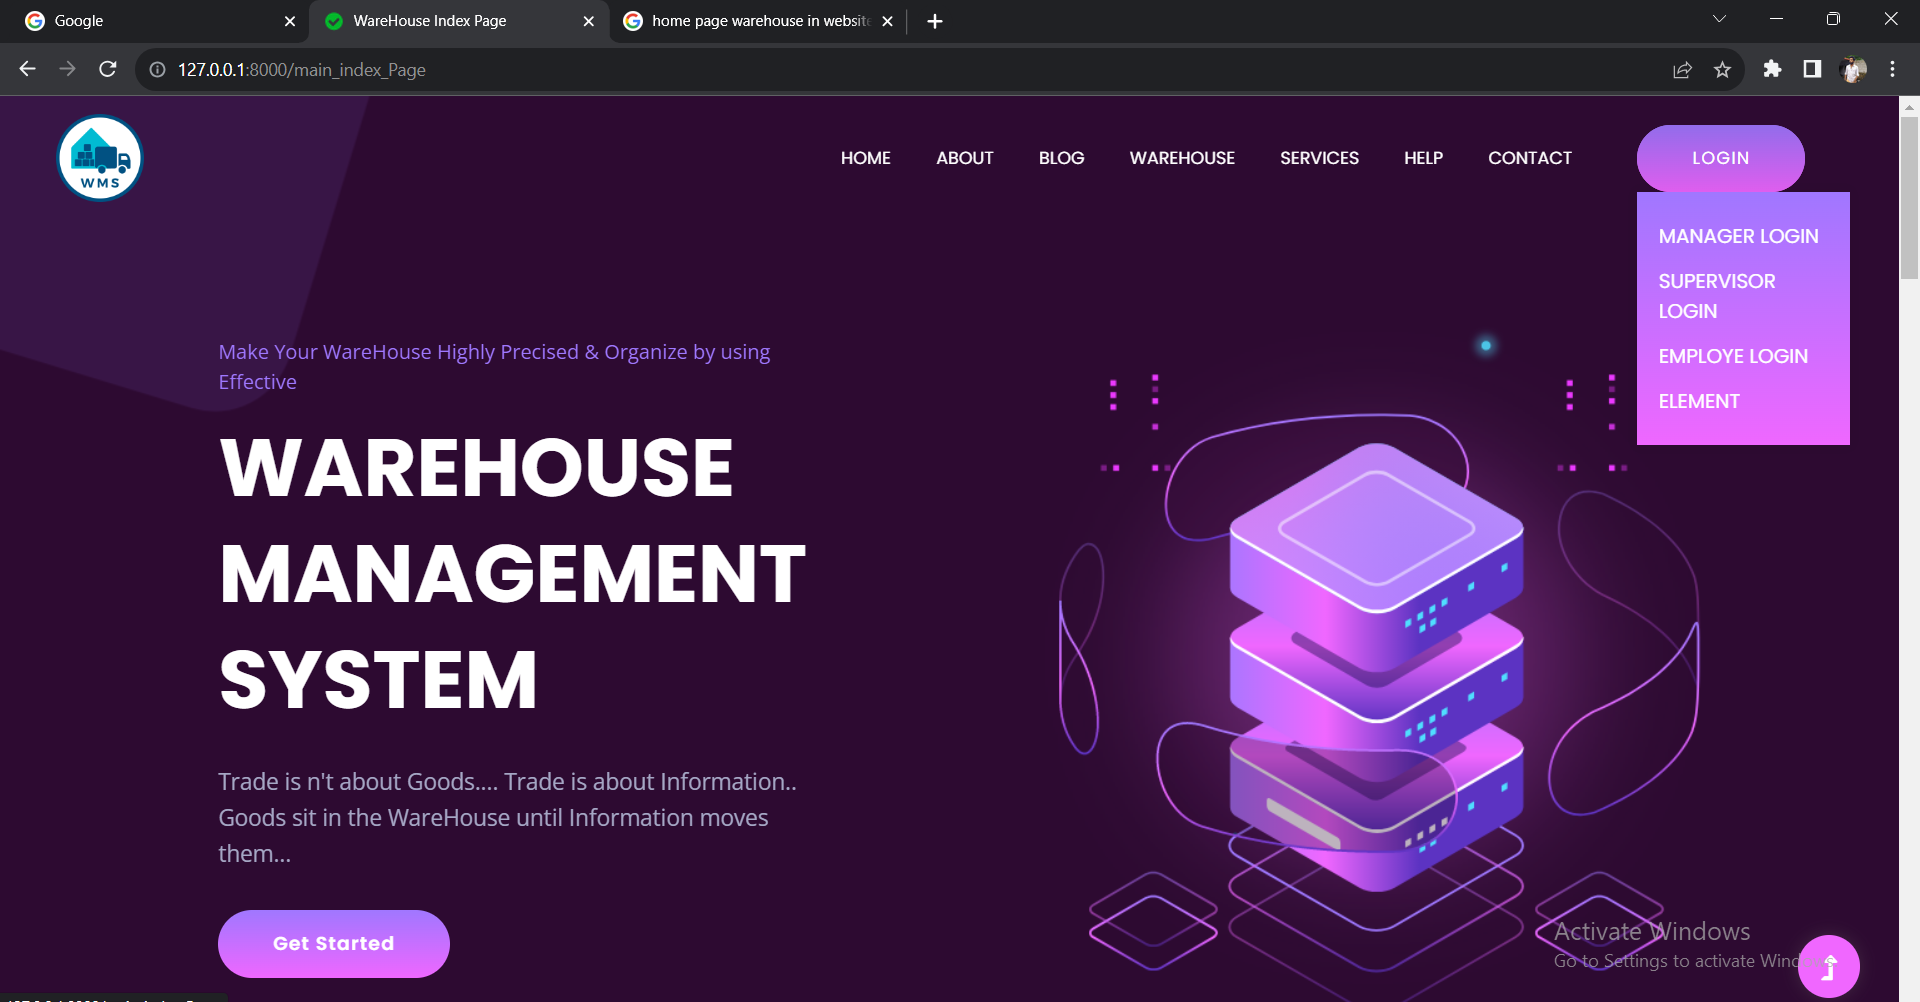 Google
WareHouse Index Page
home page warehouse in website
127.0.0.1:8000/main_index_Page
WMS
HOME
ABOUT
BLOG
WAREHOUSE
SERVICES
HELP
CONTACT
LOGIN
MANAGER LOGIN
SUPERVISOR
LOGIN
EMPLOYE LOGIN
ELEMENT
Make Your WareHouse Highly Precised & Organize by using
Effective
WAREHOUSE
MANAGEMENT
SYSTEM
Trade is n't about Goods.... Trade is about Information..
Goods sit in the WareHouse until Information moves
them...
Get Started
Activate Windows
Go to Settings to activate Windows.